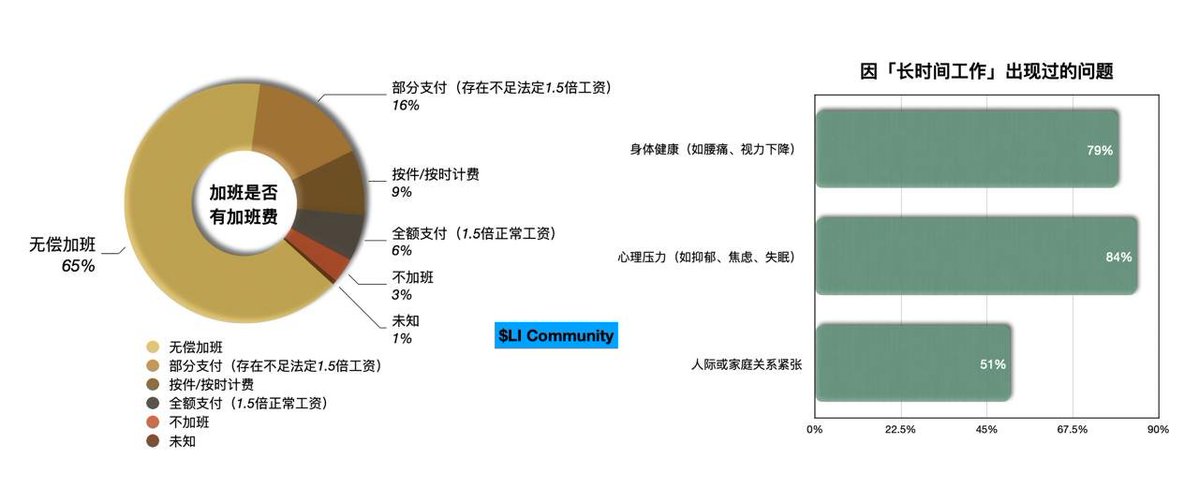 部分支付（存在不足法定1.5倍工资）
16%
按件/按时计费
9%
加班是否
有加班费
全额支付（1.5倍正常工资）
6%
无偿加班
65%
不加班
3%
未知
1%
无偿加班
部分支付（存在不足法定1.5倍工资）
按件/按时计费
全额支付（1.5倍正常工资）
不加班
未知
$LI Community
因「长时间工作」出现过的问题
身体健康（如腰痛、视力下降）
79%
心理压力（如抑郁、焦虑、失眠）
84%
人际或家庭关系紧张
51%
0% 22.5% 45% 67.5% 90%